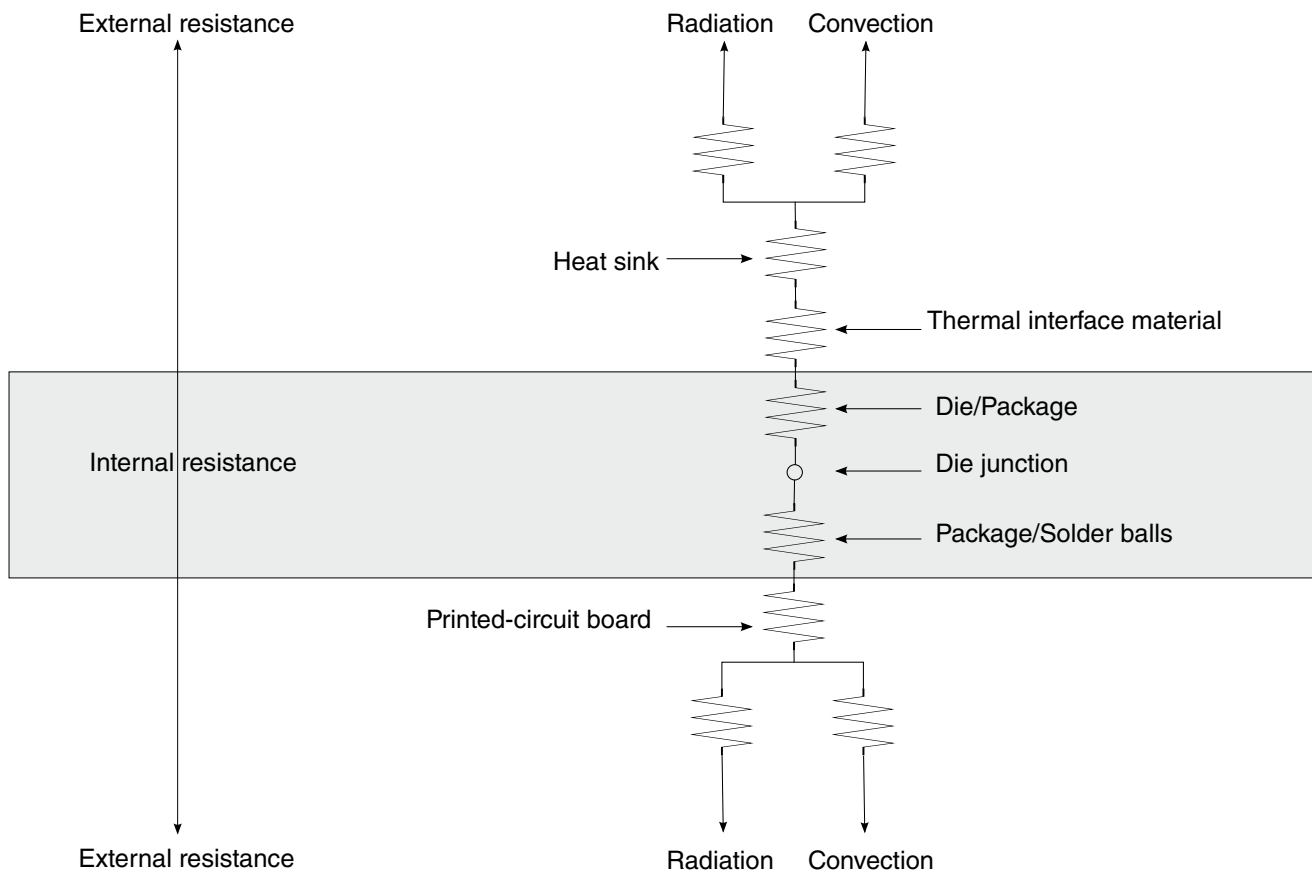 External resistance
Radiation
Convection
Heat sink
Thermal interface material
Die/Package
Internal resistance
Die junction
Package/Solder balls
Printed-circuit board
External resistance
Radiation
Convection